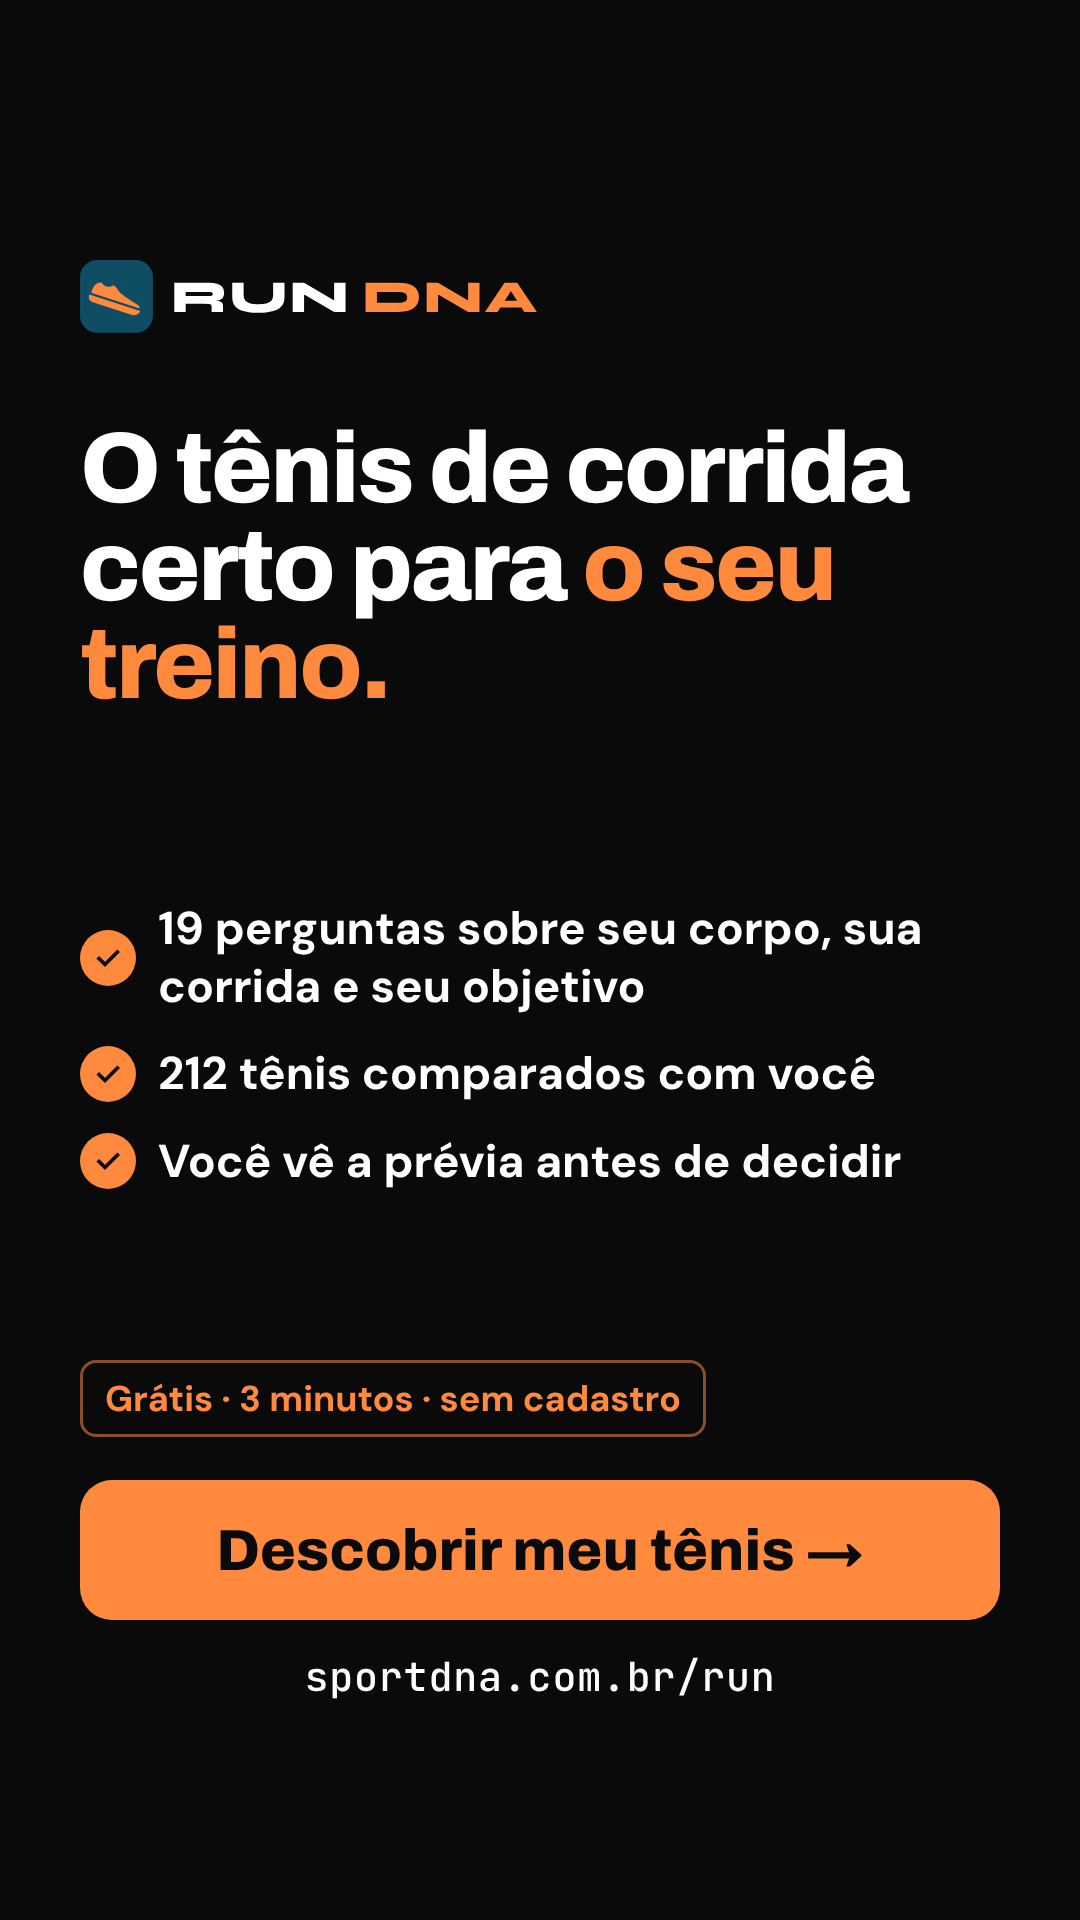 RUN DNA
O tênis de corrida
certo para o seu
treino.
19 perguntas sobre seu corpo, sua
corrida e seu objetivo
212 tênis comparados com você
Você vê a prévia antes de decidir
Grátis · 3 minutos · sem cadastro
Descobrir meu tênis →
sportdna.com.br/run